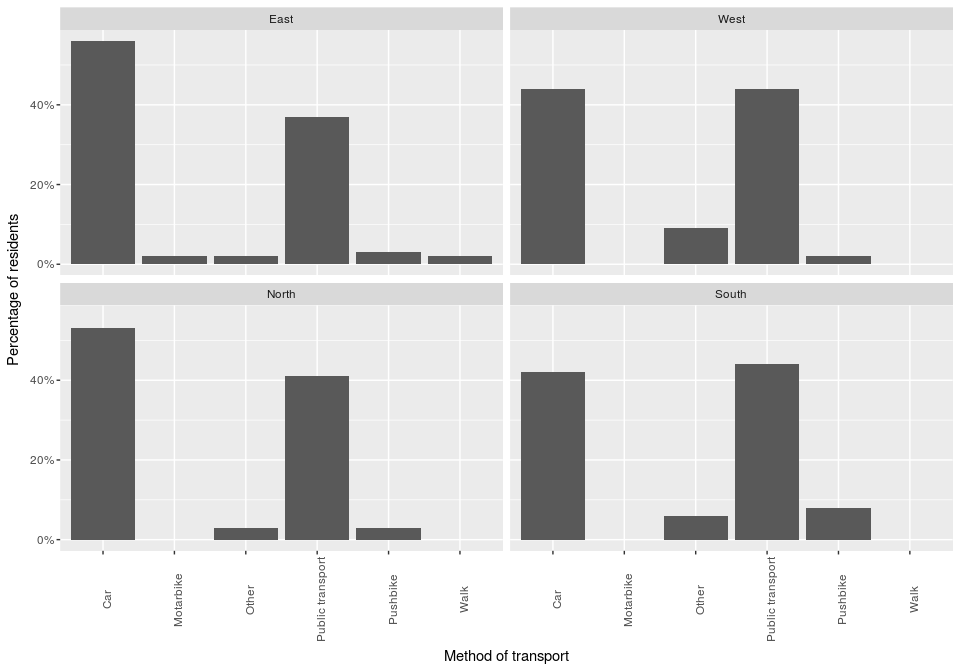 East
West
40%
20%
0%
North
South
40%
20%
0%
Percentage of residents
Car
Motarbike
Other
Public transport
Pushbike
Walk
Car
Motarbike
Other
Public transport
Pushbike
Walk
Method of transport